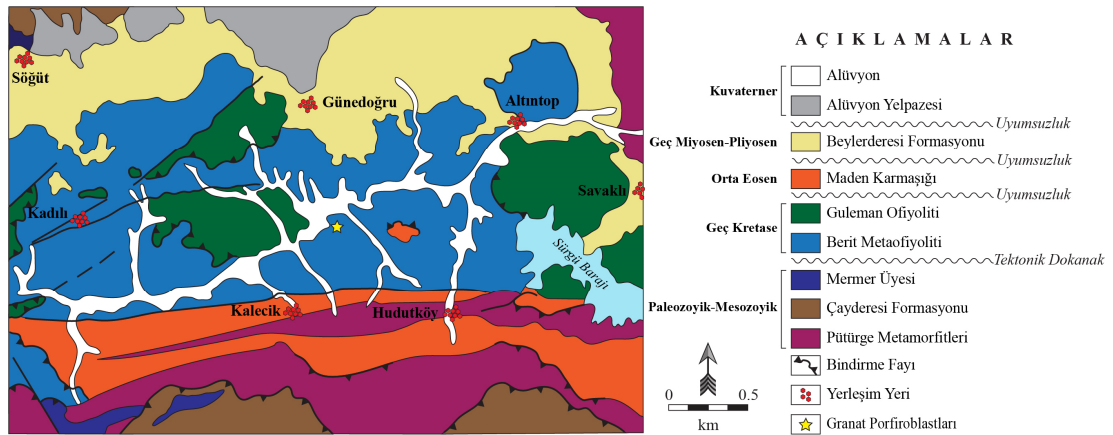 Söğüt
Günedoğru
Altıntop
Savaklı
Kadılı
Sürgü Barajı
Kalecik
Hudutköy
AÇIKLAMALAR
Kuvaterner
Alüvyon
Alüvyon Yelpazesi
Uyumsuzluk
Geç Miyosen-Pliyosen
Beylerderesi Formasyonu
Uyumsuzluk
Orta Eosen
Maden Karmaşığı
Uyumsuzluk
Geç Kretase
Guleman Ofiyoliti
Berit Metaofiyoliti
Tektonik Dokanak
Paleozoyik-Mesozoyik
Mermer Üyesi
Çayderesi Formasyonu
Pütürge Metamorfitleri
Bindirme Fayı
Yerleşim Yeri
Granat Porfiroblastları
0 0.5
km